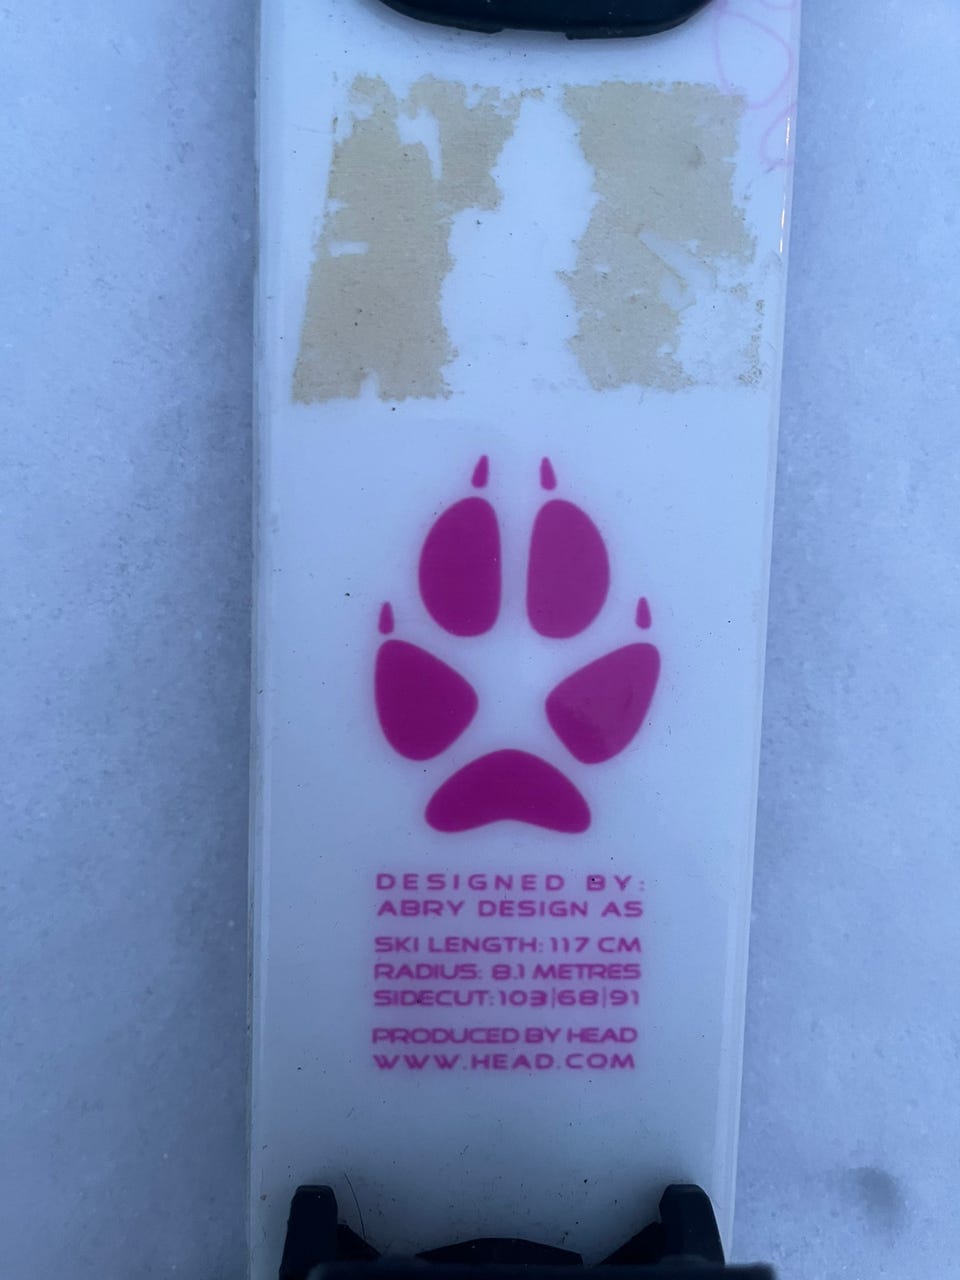 DESIGNED BY:
ABRY DESIGN AS
SKI LENGTH: 117 CM
RADIUS: 8.1 METRES
SIDECUT: 103|68|91
PRODUCED BY HEAD
WWW.HEAD.COM